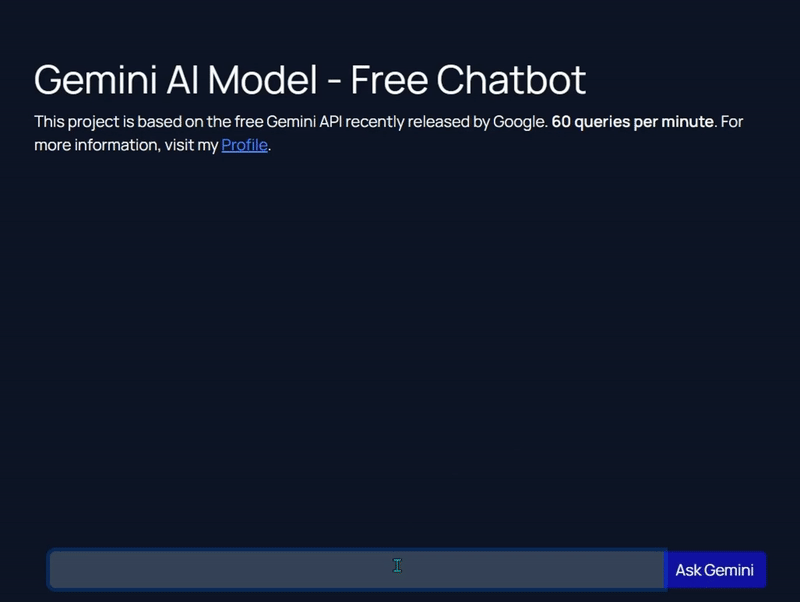 Gemini AI Model - Free Chatbot
This project is based on the free Gemini API recently released by Google. 60 queries per minute. For
more information, visit my Profile.
Ask Gemini